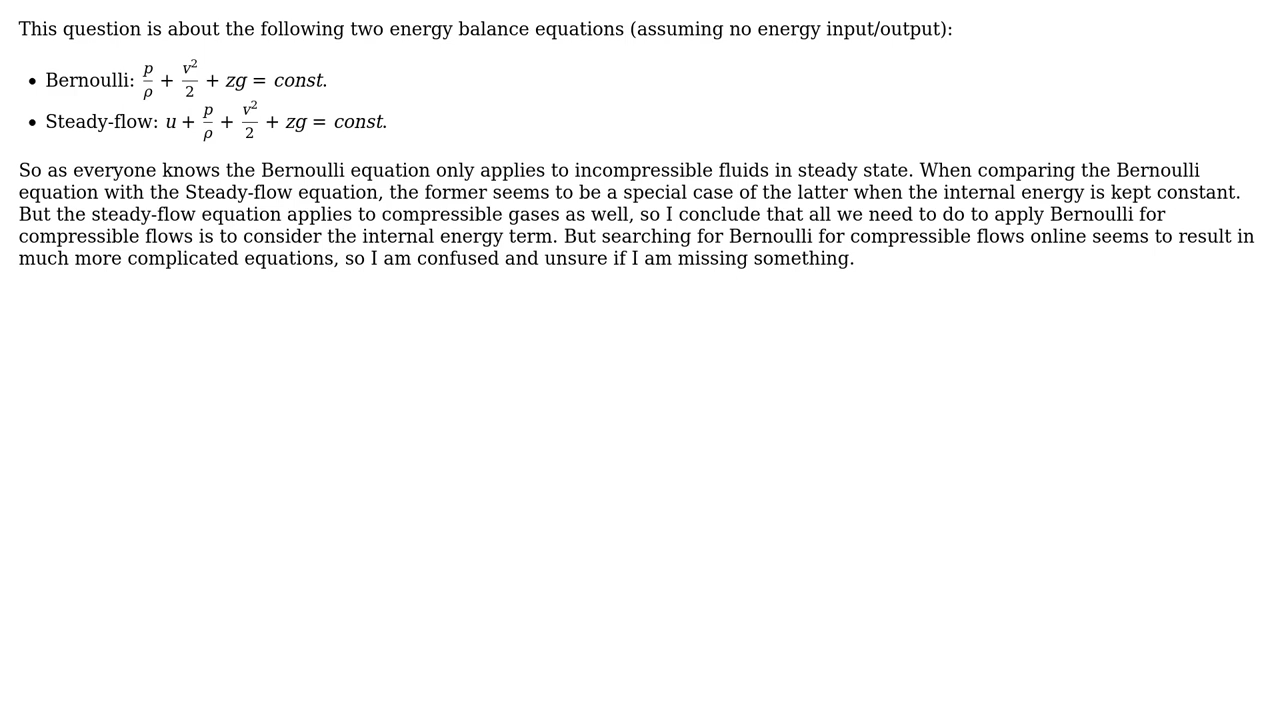 This question is about the following two energy balance equations (assuming no energy input/output):
• Bernoulli: p/ρ + v²/2 + zg = const.
• Steady-flow: u + p/ρ + v²/2 + zg = const.
So as everyone knows the Bernoulli equation only applies to incompressible fluids in steady state. When comparing the Bernoulli
equation with the Steady-flow equation, the former seems to be a special case of the latter when the internal energy is kept constant.
But the steady-flow equation applies to compressible gases as well, so I conclude that all we need to do to apply Bernoulli for
compressible flows is to consider the internal energy term. But searching for Bernoulli for compressible flows online seems to result in
much more complicated equations, so I am confused and unsure if I am missing something.